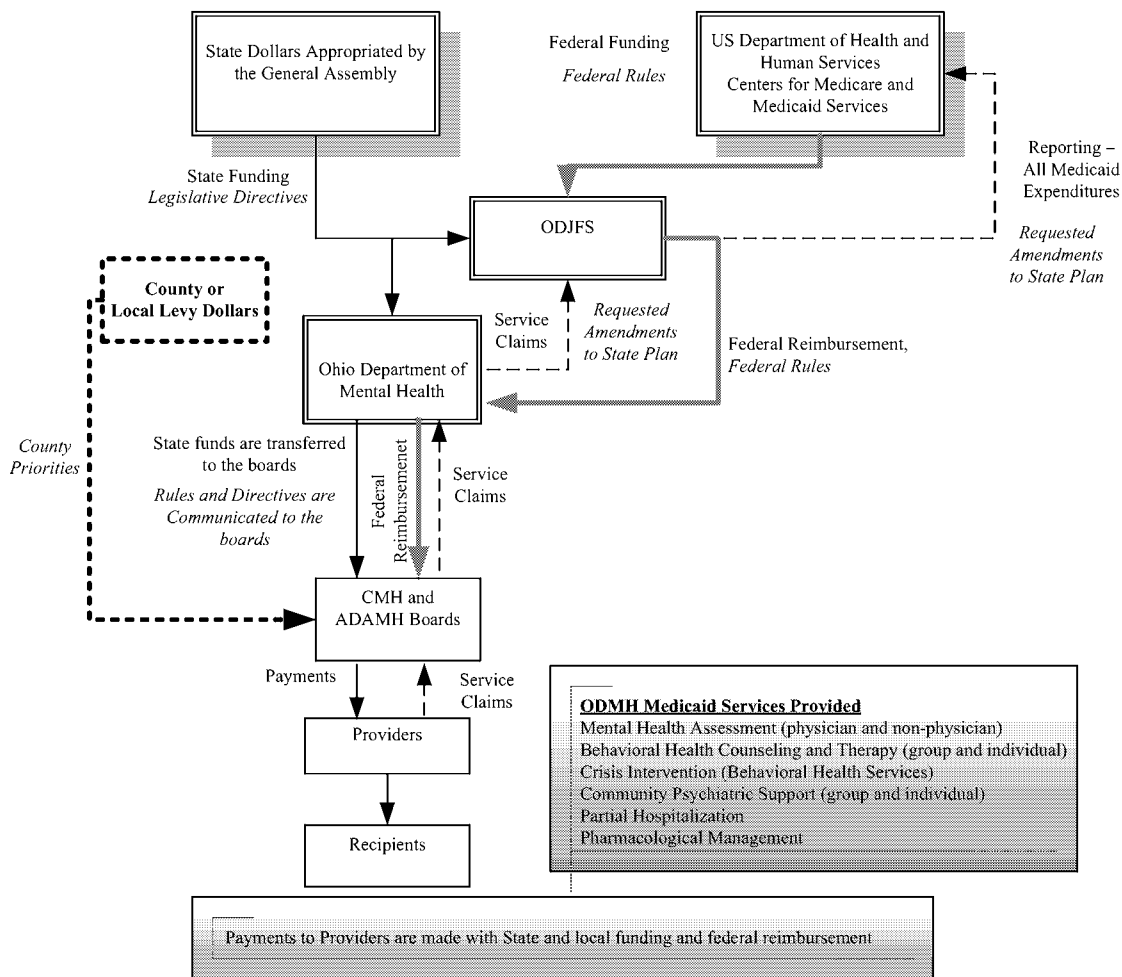 State Dollars Appropriated by
the General Assembly
Federal Funding
Federal Rules
US Department of Health and
Human Services
Centers for Medicare and
Medicaid Services
Reporting –
All Medicaid
Expenditures
Requested
Amendments
to State Plan
State Funding
Legislative Directives
ODJFS
County or
Local Levy Dollars
Service
Claims
Requested
Amendments
to State Plan
Federal Reimbursement,
Federal Rules
Ohio Department of
Mental Health
County
Priorities
State funds are transferred
to the boards
Rules and Directives are
Communicated to the
boards
Federal
Reimbursemenet
Service
Claims
CMH and
ADAMH Boards
Payments
Service
Claims
Providers
Recipients
ODMH Medicaid Services Provided
Mental Health Assessment (physician and non-physician)
Behavioral Health Counseling and Therapy (group and individual)
Crisis Intervention (Behavioral Health Services)
Community Psychiatric Support (group and individual)
Partial Hospitalization
Pharmacological Management
Payments to Providers are made with State and local funding and federal reimbursement